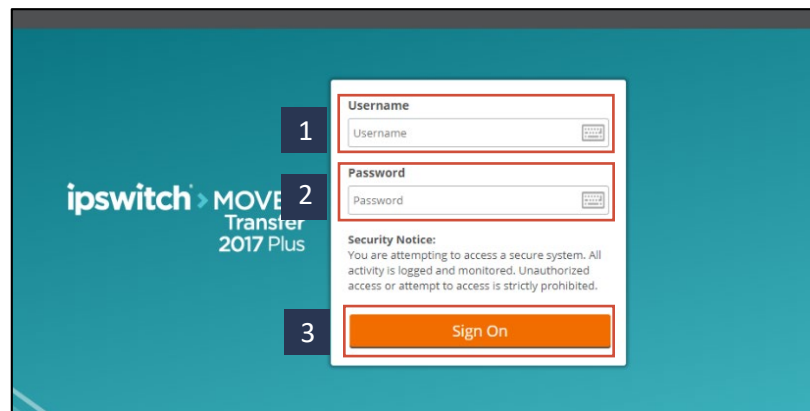 Username
1
Username
Password
2
Password
ipswitch MOVE
Transfer
2017 Plus
Security Notice:
You are attempting to access a secure system. All
activity is logged and monitored. Unauthorized
access or attempt to access is strictly prohibited.
3
Sign On